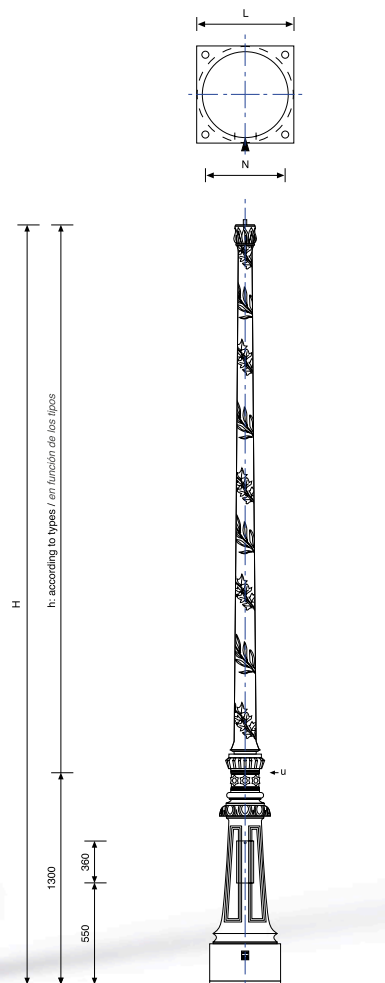 L
N
H
h: according to types / en función de los tipos
u
360
1300
550